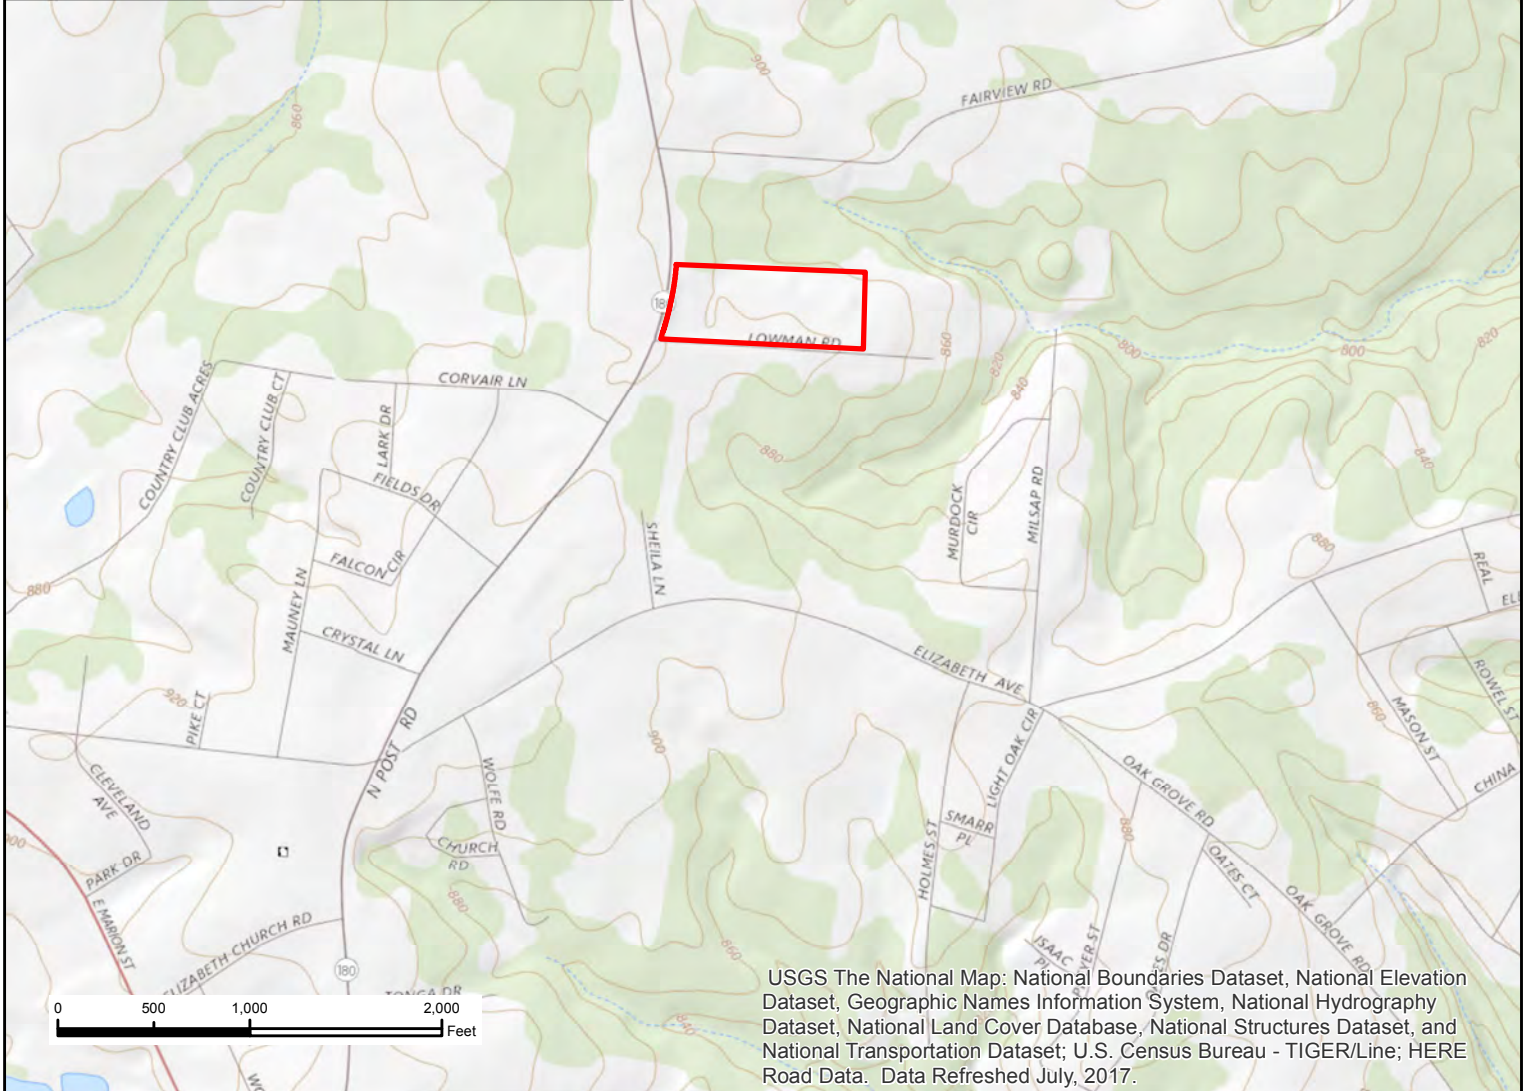 900
FAIRVIEW RD
860
18
LOWMAN RD
860
800
800
820
820
840
CORVAIR LN
COUNTRY CLUB ACRES
COUNTRY CLUB CT
LARK DR
FIELDS DR
880
840
MURDOCK
CIR
MILSAP RD
SHEILA LN
FALCON CIR
880
REAL
880
MAUNEY LN
CRYSTAL LN
ELIZABETH AVE
ROWEL ST
920
PIKE CT
N POST RD
900
860
MASON ST
LIGHT OAK CIR
OAK GROVE RD
CHINA
CLEVELAND
AVE
WOLFE RD
SMARR
PL
880
HOLMES ST
CHURCH
RD
PARK DR
OATES CT
880
OAK GROVE RD
E MARION ST
ELIZABETH CHURCH RD
860
ISAAC
180
TONGA DR
840
0 500 1,000 2,000
Feet
USGS The National Map: National Boundaries Dataset, National Elevation
Dataset, Geographic Names Information System, National Hydrography
Dataset, National Land Cover Database, National Structures Dataset, and
National Transportation Dataset; U.S. Census Bureau - TIGER/Line; HERE
Road Data. Data Refreshed July, 2017.